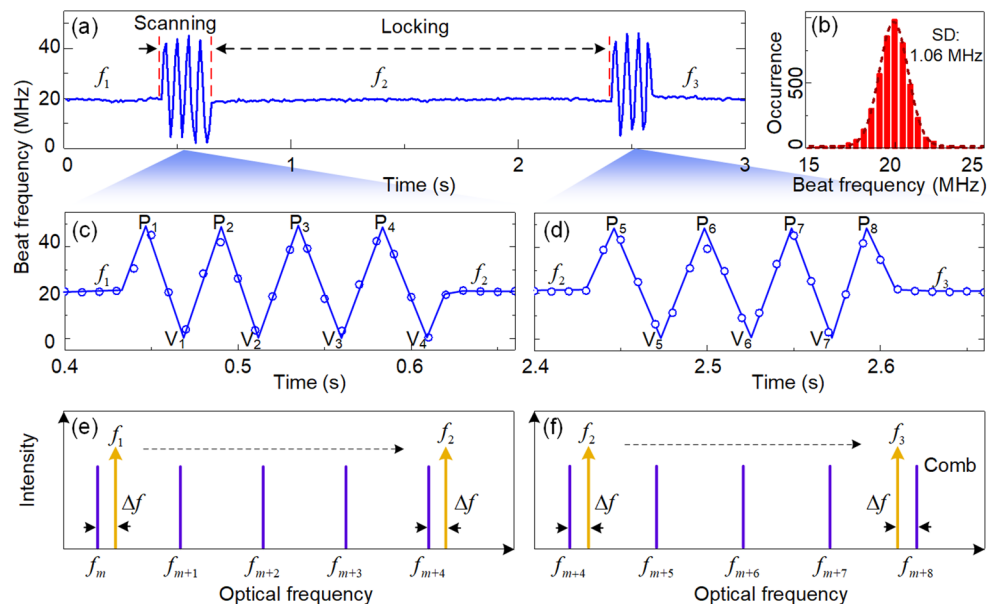 (a) Scanning Locking
f1 f2 f3
40
20
0
0 1 2 3
Time (s)
(b) SD:
1.06 MHz
Occurrence
500
0
15 20 25
Beat frequency (MHz)
Beat frequency (MHz)
(c) P1 P2 P3 P4
f1 f2
V1 V2 V3 V4
40
20
0
0.4 0.5 0.6
Time (s)
(d) P5 P6 P7 P8
f2 f3
V5 V6 V7
2.4 2.5 2.6
Time (s)
(e) f1 f2
Intensity
Δf Δf
fm fm+1 fm+2 fm+3 fm+4
Optical frequency
(f) f2 f3
Comb
Δf Δf
fm+4 fm+5 fm+6 fm+7 fm+8
Optical frequency